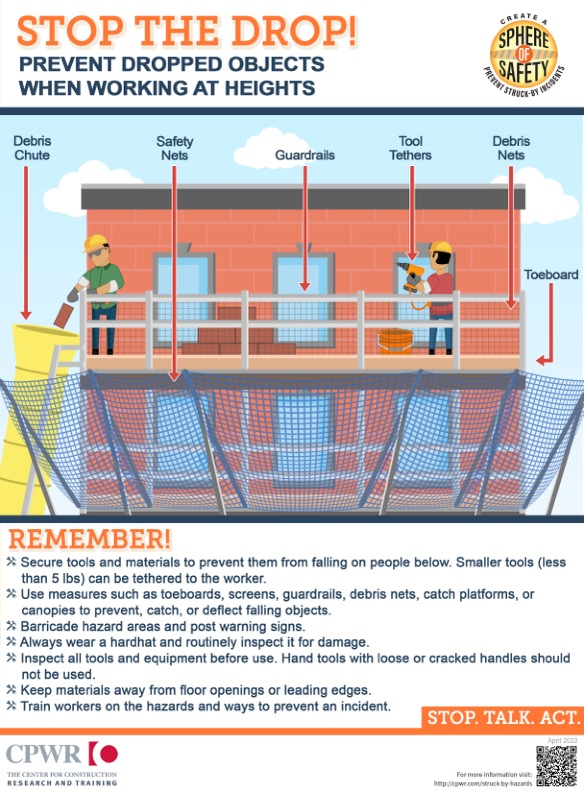 STOP THE DROP!
PREVENT DROPPED OBJECTS
WHEN WORKING AT HEIGHTS
CREATE A
SPHERE
OF
SAFETY
PREVENT STRUCK-BY INCIDENTS
Debris
Chute
Safety
Nets
Guardrails
Tool
Tethers
Debris
Nets
Toeboard
REMEMBER!
Secure tools and materials to prevent them from falling on people below. Smaller tools (less
than 5 lbs) can be tethered to the worker.
Use measures such as toeboards, screens, guardrails, debris nets, catch platforms, or
canopies to prevent, catch, or deflect falling objects.
Barricade hazard areas and post warning signs.
Always wear a hardhat and routinely inspect it for damage.
Inspect all tools and equipment before use. Hand tools with loose or cracked handles should
not be used.
Keep materials away from floor openings or leading edges.
Train workers on the hazards and ways to prevent an incident.
STOP. TALK. ACT.
April 2022
CPWR
THE CENTER FOR CONSTRUCTION
RESEARCH AND TRAINING
For more information visit:
http://cpwr.com/struck-by-hazards